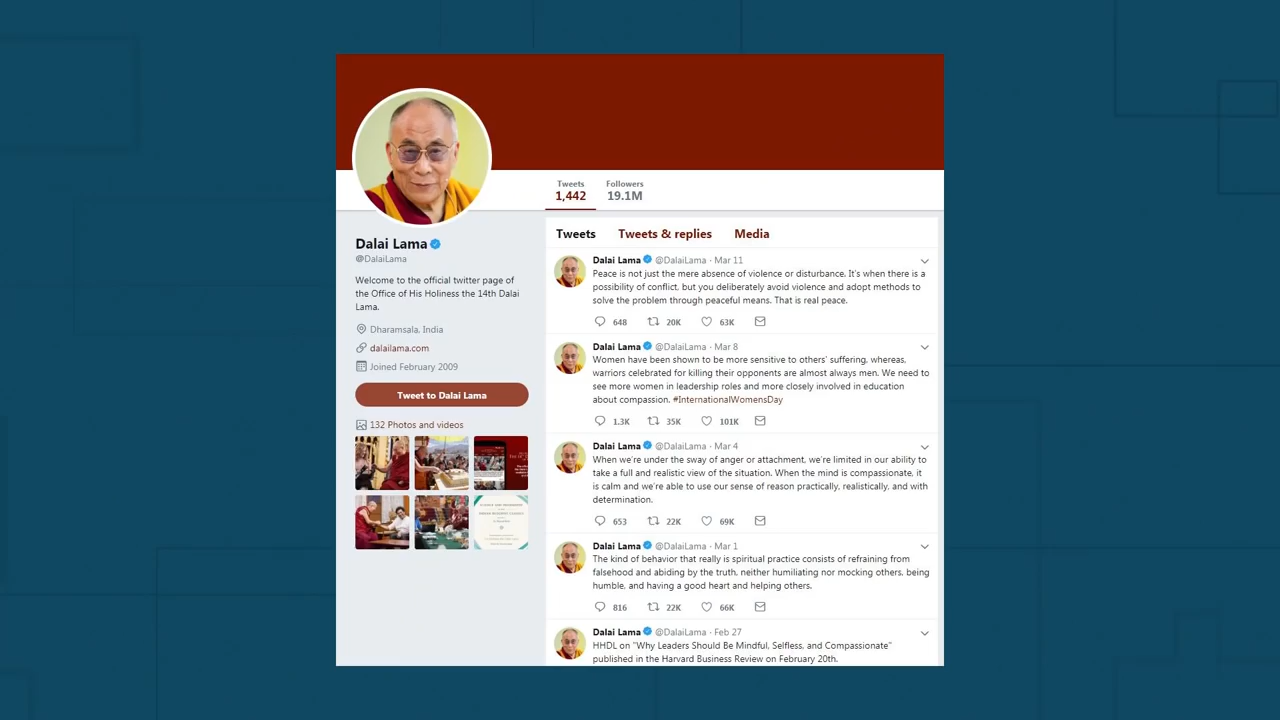 Tweets
1,442
Followers
19.1M
Dalai Lama
@DalaiLama
Welcome to the official twitter page of
the Office of His Holiness the 14th Dalai
Lama.
Dharamsala, India
dalailama.com
Joined February 2009
Tweet to Dalai Lama
132 Photos and videos
Tweets Tweets & replies Media
Dalai Lama @DalaiLama · Mar 11
Peace is not just the mere absence of violence or disturbance. It's when there is a
possibility of conflict, but you deliberately avoid violence and adopt methods to
solve the problem through peaceful means. That is real peace.
648 20K 63K
Dalai Lama @DalaiLama · Mar 8
Women have been shown to be more sensitive to others' suffering, whereas,
warriors celebrated for killing their opponents are almost always men. We need to
see more women in leadership roles and more closely involved in education
about compassion. #InternationalWomensDay
1.3K 35K 101K
Dalai Lama @DalaiLama · Mar 4
When we're under the sway of anger or attachment, we're limited in our ability to
take a full and realistic view of the situation. When the mind is compassionate, it
is calm and we're able to use our sense of reason practically, realistically, and with
determination.
653 22K 69K
Dalai Lama @DalaiLama · Mar 1
The kind of behavior that really is spiritual practice consists of refraining from
falsehood and abiding by the truth, neither humiliating nor mocking others, being
humble, and having a good heart and helping others.
816 22K 66K
Dalai Lama @DalaiLama · Feb 27
HHDL on "Why Leaders Should Be Mindful, Selfless, and Compassionate"
published in the Harvard Business Review on February 20th.